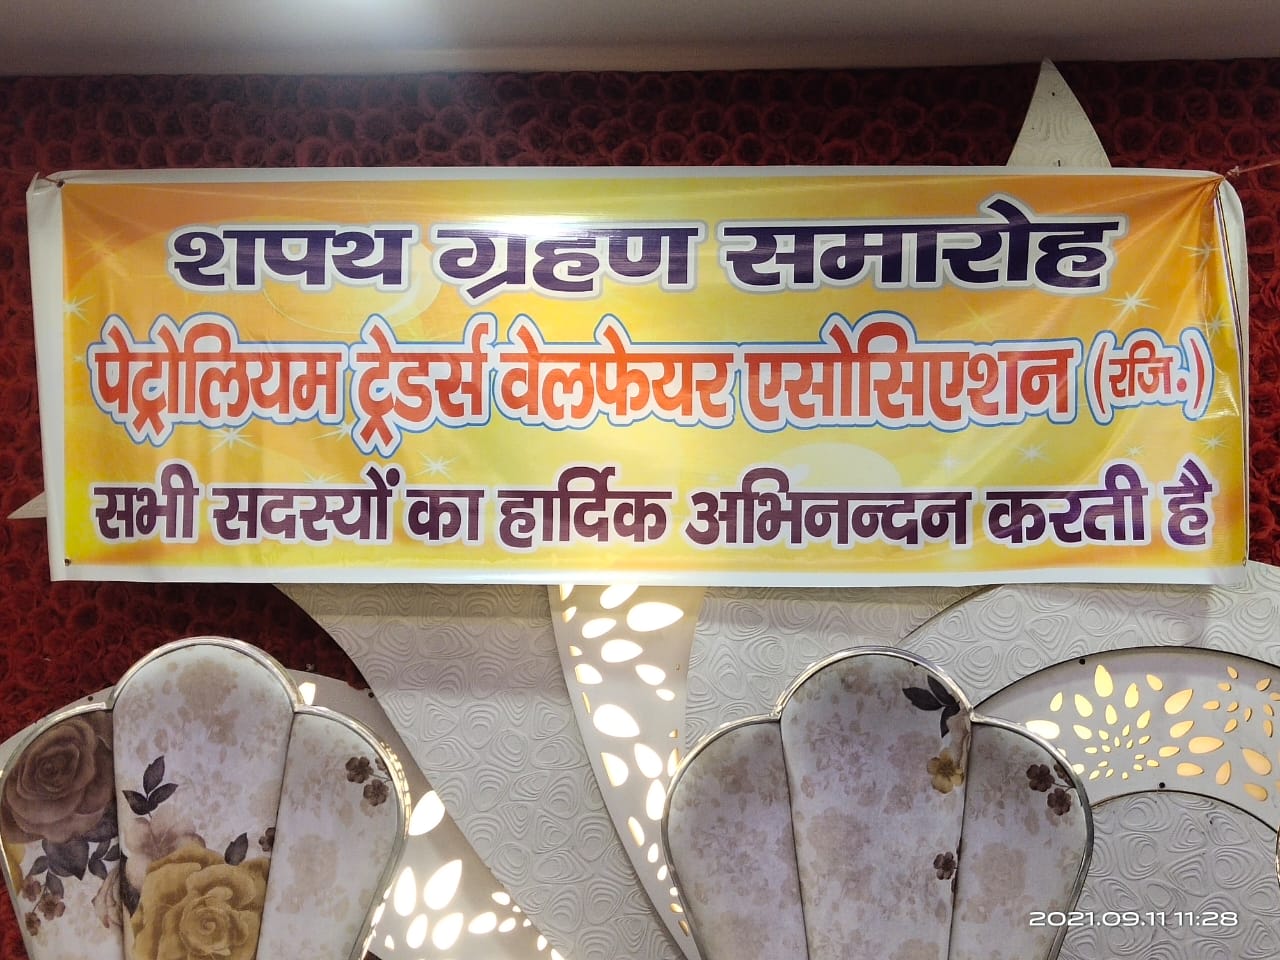 शपथ ग्रहण समारोह
पेट्रोलियम ट्रेडर्स वेलफेयर एसोसिएशन (रजि.)
सभी सदस्यों का हार्दिक अभिनन्दन करती है
2021.09.11 11:28